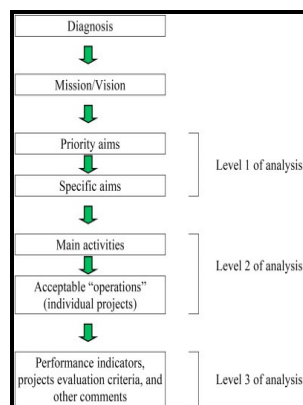 Diagnosis
Mission/Vision
Priority aims
Level 1 of analysis
Specific aims
Main activities
Level 2 of analysis
Acceptable “operations”
(individual projects)
Performance indicators,
projects evaluation criteria, and
other comments
Level 3 of analysis